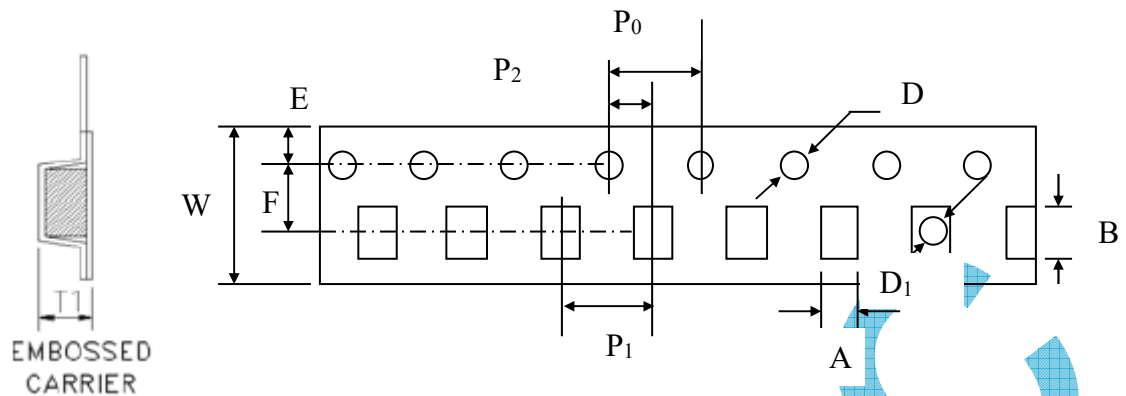 P₀
P₂
E
D
W
F
B
T1
D₁
P₁
A
EMBOSSED
CARRIER